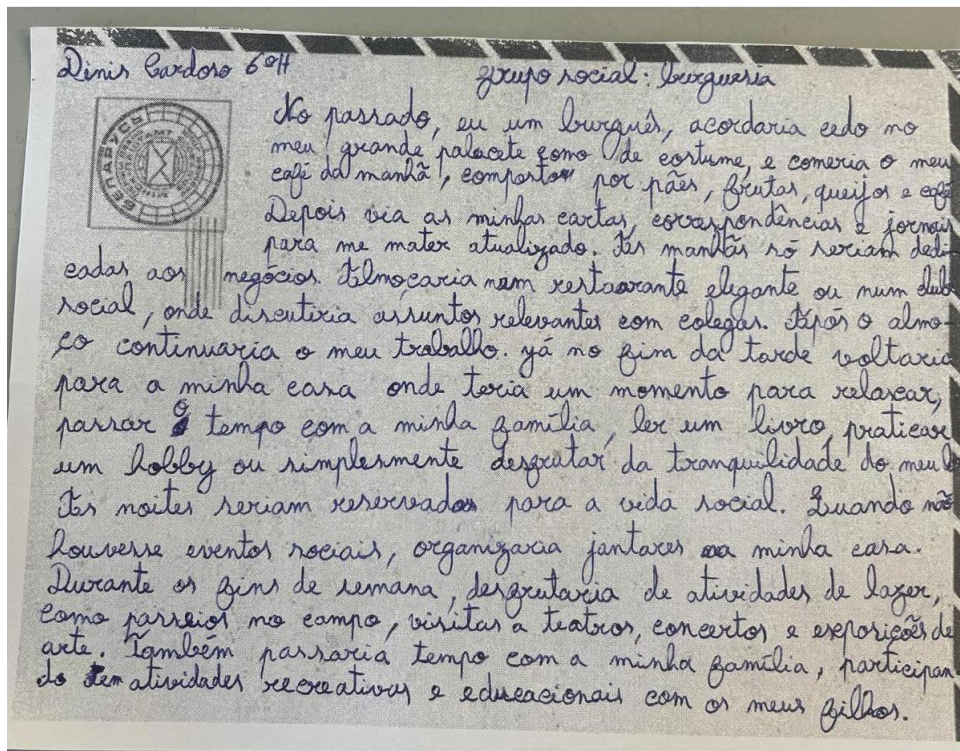 Dinis Cardoso 6ºH
grupo social: burguesia
No passado, eu um burguês, acordaria cedo no
meu grande palacete como de costume, e comeria o meu
café da manhã, composto por pães, frutas, queijos e café
Depois via as minhas cartas, correspondências e jornais
para me mater atualizado. As manhãs só seriam dedi-
БЕЛАРУСЬ
cadas aos negócios. Almoçaria num restaurante elegante ou num club
social, onde discutiria assuntos relevantes com colegas. Após o almo-
ço continuaria o meu trabalho. Já no fim da tarde voltaria
para a minha casa onde teria um momento para relaxar,
passar o tempo com a minha família, ler um livro, praticar
um hobby ou simplesmente desfrutar da tranquilidade do meu
As noites seriam reservadas para a vida social. Quando não
houvesse eventos sociais, organizaria jantares na minha casa.
Durante os fins de semana, desfrutaria de atividades de lazer,
como passeios no campo, visitas a teatros, concertos e exposições de
arte. Também passaria tempo com a minha família, participan
do em atividades recreativas e educacionais com os meus filhos.